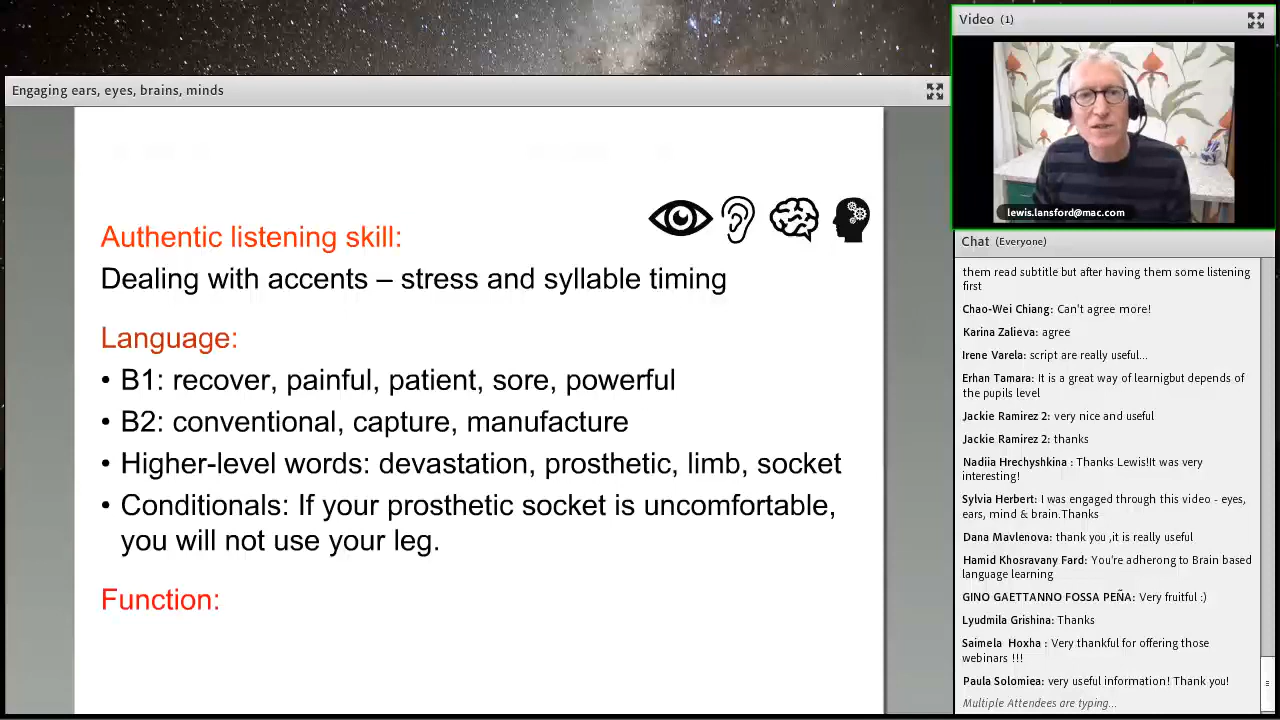 Engaging ears, eyes, brains, minds
Authentic listening skill:
Dealing with accents – stress and syllable timing
Language:
• B1: recover, painful, patient, sore, powerful
• B2: conventional, capture, manufacture
• Higher-level words: devastation, prosthetic, limb, socket
• Conditionals: If your prosthetic socket is uncomfortable,
you will not use your leg.
Function:
Video (1)
lewis.lansford@mac.com
Chat (Everyone)
them read subtitle but after having them some listening
first
Chao-Wei Chiang: Can't agree more!
Karina Zalieva: agree
Irene Varela: script are really useful...
Erhan Tamara: It is a great way of learnigbut depends of
the pupils level
Jackie Ramirez 2: very nice and useful
Jackie Ramirez 2: thanks
Nadiia Hrechyshkina : Thanks Lewis!It was very
interesting!
Sylvia Herbert: I was engaged through this video - eyes,
ears, mind & brain.Thanks
Dana Mavlenova: thank you ,it is really useful
Hamid Khosravany Fard: You're adherong to Brain based
language learning
GINO GAETTANNO FOSSA PEÑA: Very fruitful :)
Lyudmila Grishina: Thanks
Saimela Hoxha : Very thankful for offering those
webinars !!!
Paula Solomiea: very useful information! Thank you!
Multiple Attendees are typing...